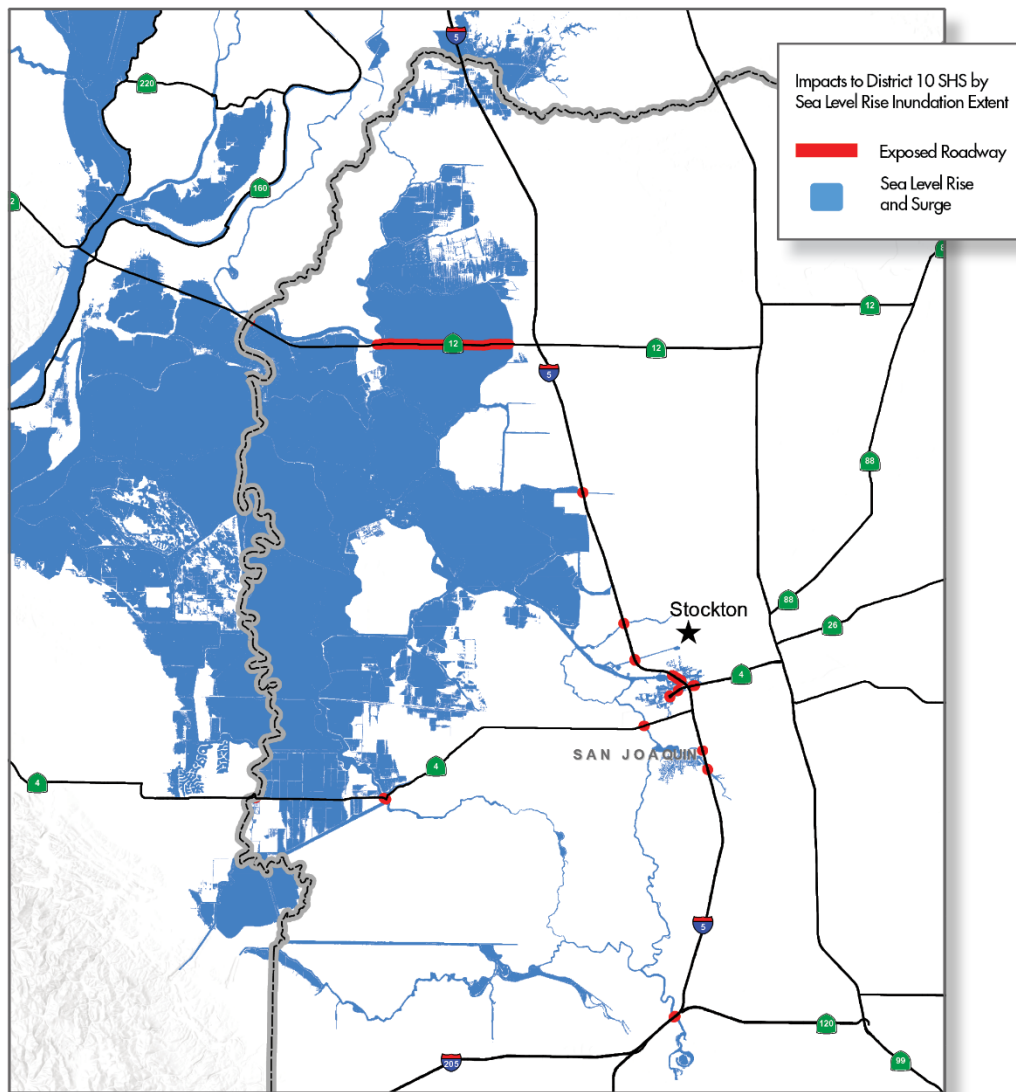 5
Impacts to District 10 SHS by
Sea Level Rise Inundation Extent
Exposed Roadway
Sea Level Rise
and Surge
220
160
2
8
12
12
12
5
88
88
Stockton
26
4
SAN JOAQUIN
4
4
5
120
205
99